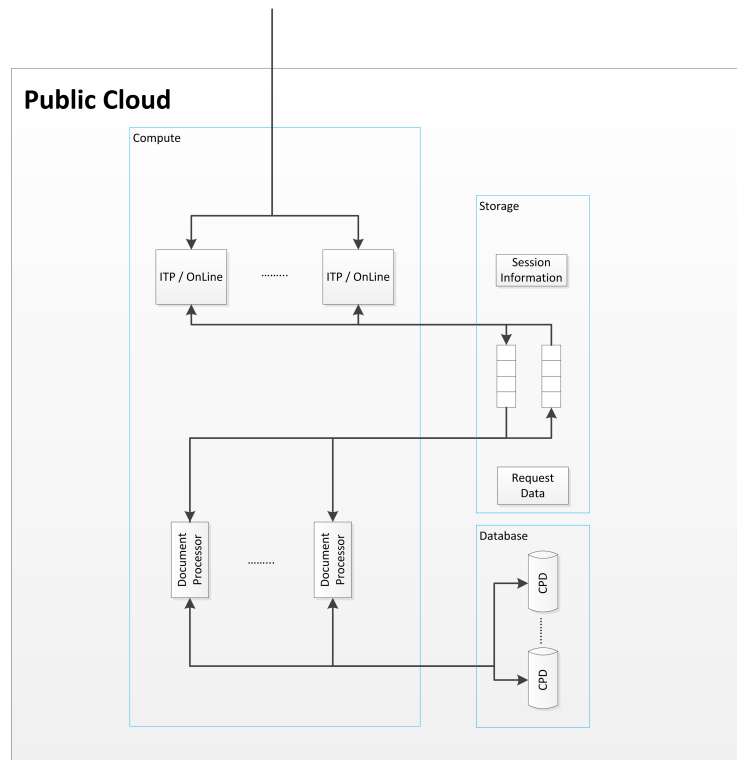 Public Cloud
Compute
Storage
ITP / OnLine
.........
ITP / OnLine
Session
Information
Request
Data
Document
Processor
.........
Document
Processor
Database
CPD
.........
CPD